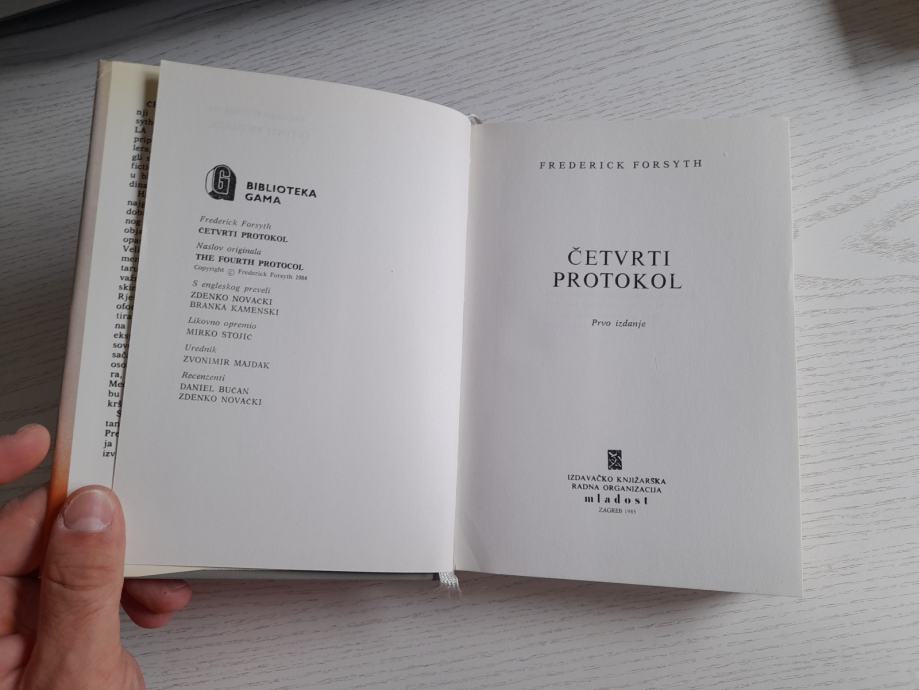 G
BIBLIOTEKA
GAMA
Frederick Forsyth
ČETVRTI PROTOKOL
Naslov originala
THE FOURTH PROTOCOL
Copyright © Frederick Forsyth 1984
S engleskog preveli
ZDENKO NOVAČKI
BRANKA KAMENSKI
Likovno opremio
MIRKO STOJIĆ
Urednik
ZVONIMIR MAJDAK
Recenzenti
DANIEL BUĆAN
ZDENKO NOVAČKI
FREDERICK FORSYTH
ČETVRTI
PROTOKOL
Prvo izdanje
IZDAVAČKO KNJIŽARSKA
RADNA ORGANIZACIJA
mladost
ZAGREB 1985